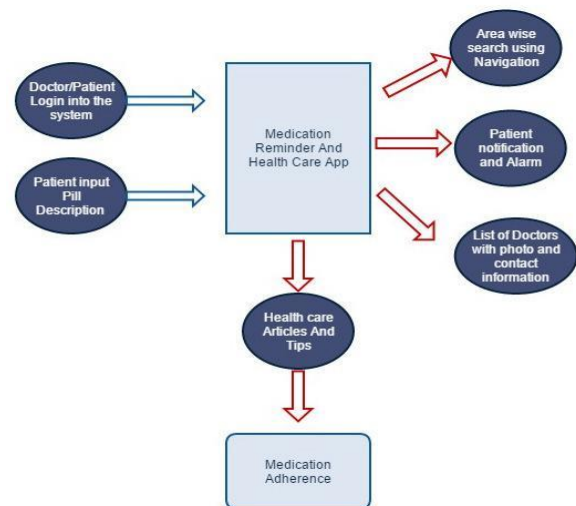 Doctor/Patient
Login into the
system
Patient input
Pill
Description
Medication
Reminder And
Health Care App
Area wise
search using
Navigation
Patient
notification
and Alarm
List of Doctors
with photo and
contact
information
Health care
Articles And
Tips
Medication
Adherence